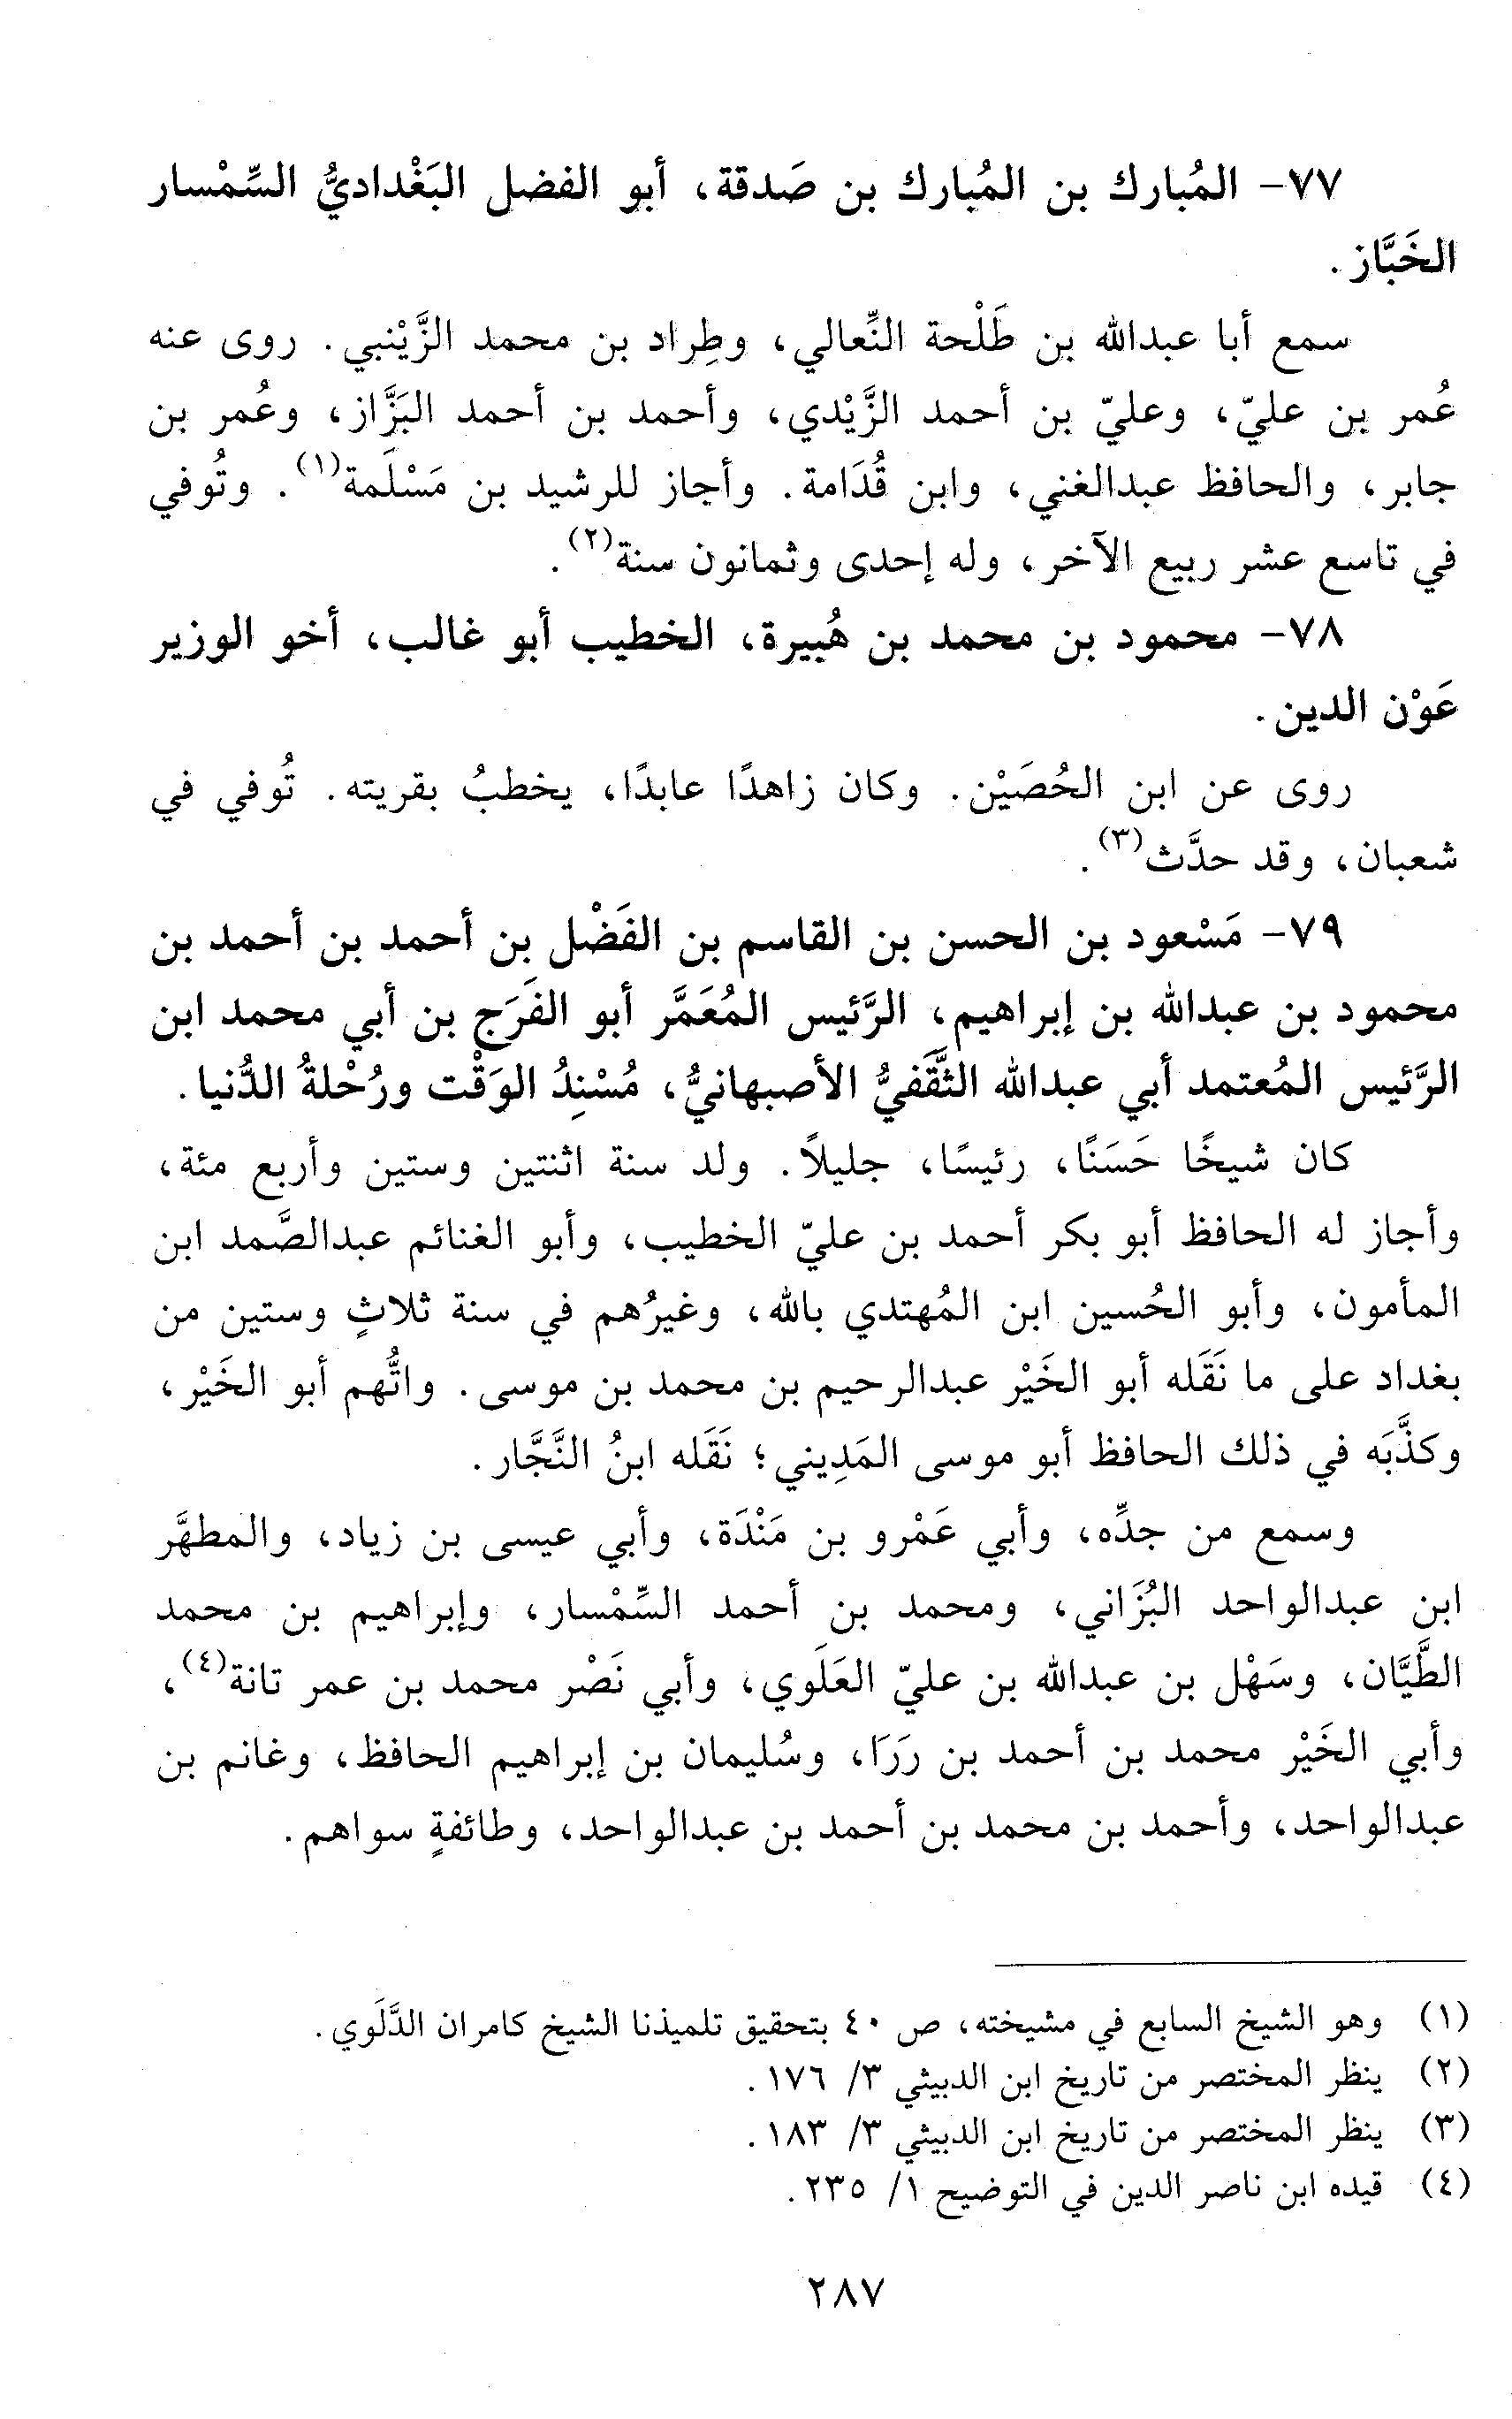 ٧٧- المُبارك بن المُبارك بن صَدقة، أبو الفضل البَغْداديُّ السِّمْسار
الخَبَّاز.
سمع أبا عبدالله بن طَلْحة النِّعالي، وطِراد بن محمد الزَّيْنبي. روى عنه
عُمر بن عليّ، وعليّ بن أحمد الزَّيْدي، وأحمد بن أحمد البَزَّاز، وعُمر بن
جابر، والحافظ عبدالغني، وابن قُدَامة. وأجاز للرشيد بن مَسْلَمة(١). وتُوفي
في تاسع عشر ربيع الآخر، وله إحدى وثمانون سنة(٢).
٧٨- محمود بن محمد بن هُبيرة، الخطيب أبو غالب، أخو الوزير
عَوْن الدين.
روى عن ابن الحُصَيْن. وكان زاهدًا عابدًا، يخطبُ بقريته. تُوفي في
شعبان، وقد حدَّث(٣).
٧٩- مَسْعود بن الحسن بن القاسم بن الفَضْل بن أحمد بن أحمد بن
محمود بن عبدالله بن إبراهيم، الرَّئيس المُعَمَّر أبو الفَرَج بن أبي محمد ابن
الرَّئيس المُعتمد أبي عبدالله الثَّقَفيُّ الأصبهانيُّ، مُسْنِدُ الوَقْت ورُحْلةُ الدُّنيا.
كان شيخًا حَسَنًا، رئيسًا، جليلاً. ولد سنة اثنتين وستين وأربع مئة،
وأجاز له الحافظ أبو بكر أحمد بن عليّ الخطيب، وأبو الغنائم عبدالصَّمد ابن
المأمون، وأبو الحُسين ابن المُهتدي بالله، وغيرُهم في سنة ثلاثٍ وستين من
بغداد على ما نَقَله أبو الخَيْر عبدالرحيم بن محمد بن موسى. واتُّهم أبو الخَيْر،
وكذَّبَه في ذلك الحافظ أبو موسى المَدِيني؛ نَقَله ابنُ النَّجَّار.
وسمع من جدِّه، وأبي عَمْرو بن مَنْدَة، وأبي عيسى بن زياد، والمطهَّر
ابن عبدالواحد البُزَاني، ومحمد بن أحمد السِّمْسار، وإبراهيم بن محمد
الطَّيَّان، وسَهْل بن عبدالله بن عليّ العَلَوي، وأبي نَصْر محمد بن عمر تانة(٤)،
وأبي الخَيْر محمد بن أحمد بن رَرَا، وسُليمان بن إبراهيم الحافظ، وغانم بن
عبدالواحد، وأحمد بن محمد بن أحمد بن عبدالواحد، وطائفةٍ سواهم.
(١) وهو الشيخ السابع في مشيخته، ص ٤٠ بتحقيق تلميذنا الشيخ كامران الدَّلَوي.
(٢) ينظر المختصر من تاريخ ابن الدبيثي ٣/ ١٧٦.
(٣) ينظر المختصر من تاريخ ابن الدبيثي ٣/ ١٨٣.
(٤) قيده ابن ناصر الدين في التوضيح ١/ ٢٣٥.
٢٨٧